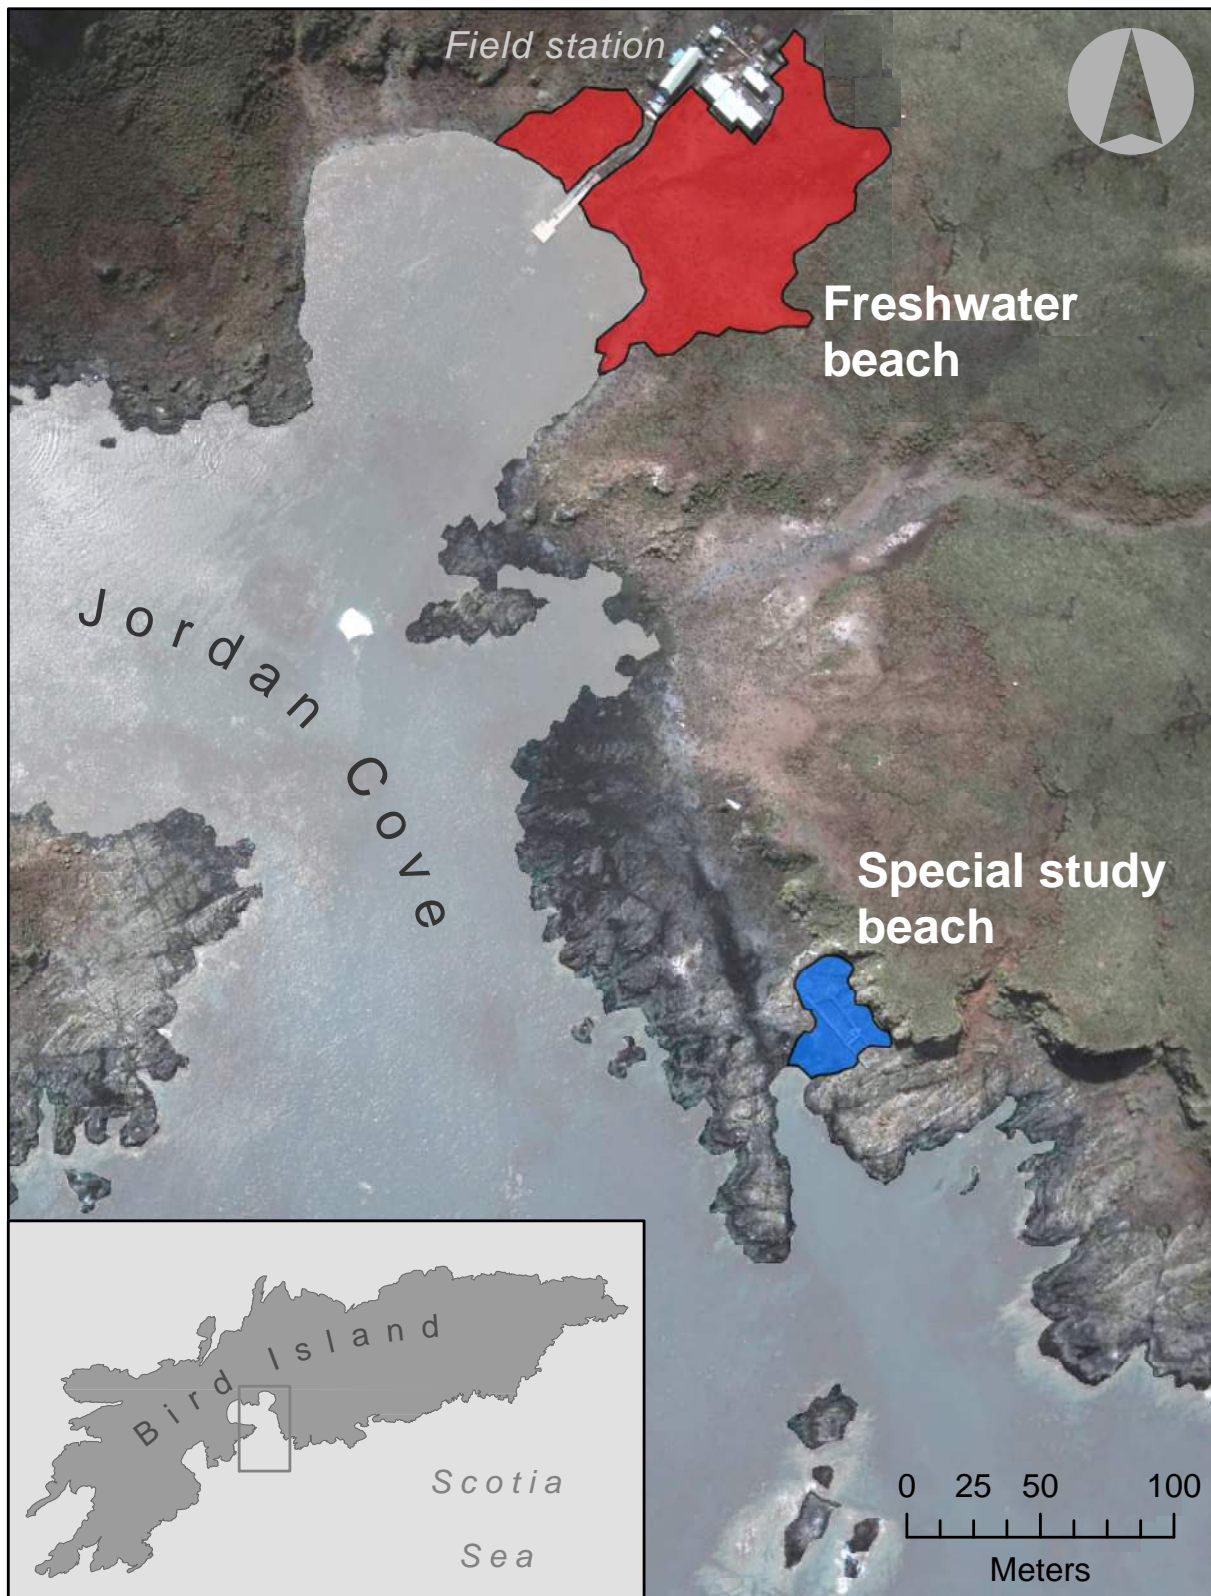 Field station
Freshwater
beach
Jordan Cove
Special study
beach
Bird Island
Scotia
Sea
0 25 50 100
Meters